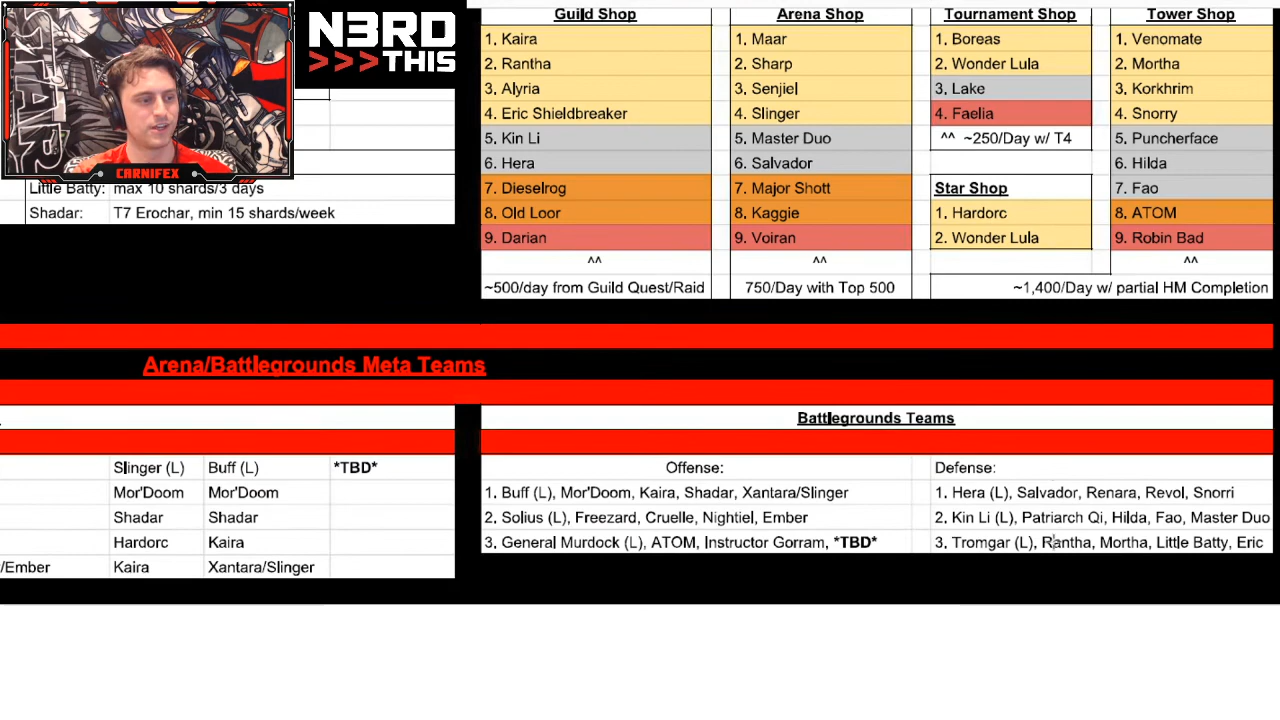 N3RD
>>>THIS
CARNIFEX
Little Batty: max 10 shards/3 days
Shadar: T7 Erochar, min 15 shards/week
Guild Shop
1. Kaira
2. Rantha
3. Alyria
4. Eric Shieldbreaker
5. Kin Li
6. Hera
7. Dieselrog
8. Old Loor
9. Darian
^^
~500/day from Guild Quest/Raid
Arena Shop
1. Maar
2. Sharp
3. Senjiel
4. Slinger
5. Master Duo
6. Salvador
7. Major Shott
8. Kaggie
9. Voiran
^^
750/Day with Top 500
Tournament Shop
1. Boreas
2. Wonder Lula
3. Lake
4. Faelia
^^ ~250/Day w/ T4
Star Shop
1. Hardorc
2. Wonder Lula
Tower Shop
1. Venomate
2. Mortha
3. Korkhrim
4. Snorry
5. Puncherface
6. Hilda
7. Fao
8. ATOM
9. Robin Bad
^^
~1,400/Day w/ partial HM Completion
Arena/Battlegrounds Meta Teams
Slinger (L) Buff (L) *TBD*
Mor'Doom Mor'Doom
Shadar Shadar
Hardorc Kaira
/Ember Kaira Xantara/Slinger
Battlegrounds Teams
Offense:
1. Buff (L), Mor'Doom, Kaira, Shadar, Xantara/Slinger
2. Solius (L), Freezard, Cruelle, Nightiel, Ember
3. General Murdock (L), ATOM, Instructor Gorram, *TBD*
Defense:
1. Hera (L), Salvador, Renara, Revol, Snorri
2. Kin Li (L), Patriarch Qi, Hilda, Fao, Master Duo
3. Tromgar (L), Rantha, Mortha, Little Batty, Eric